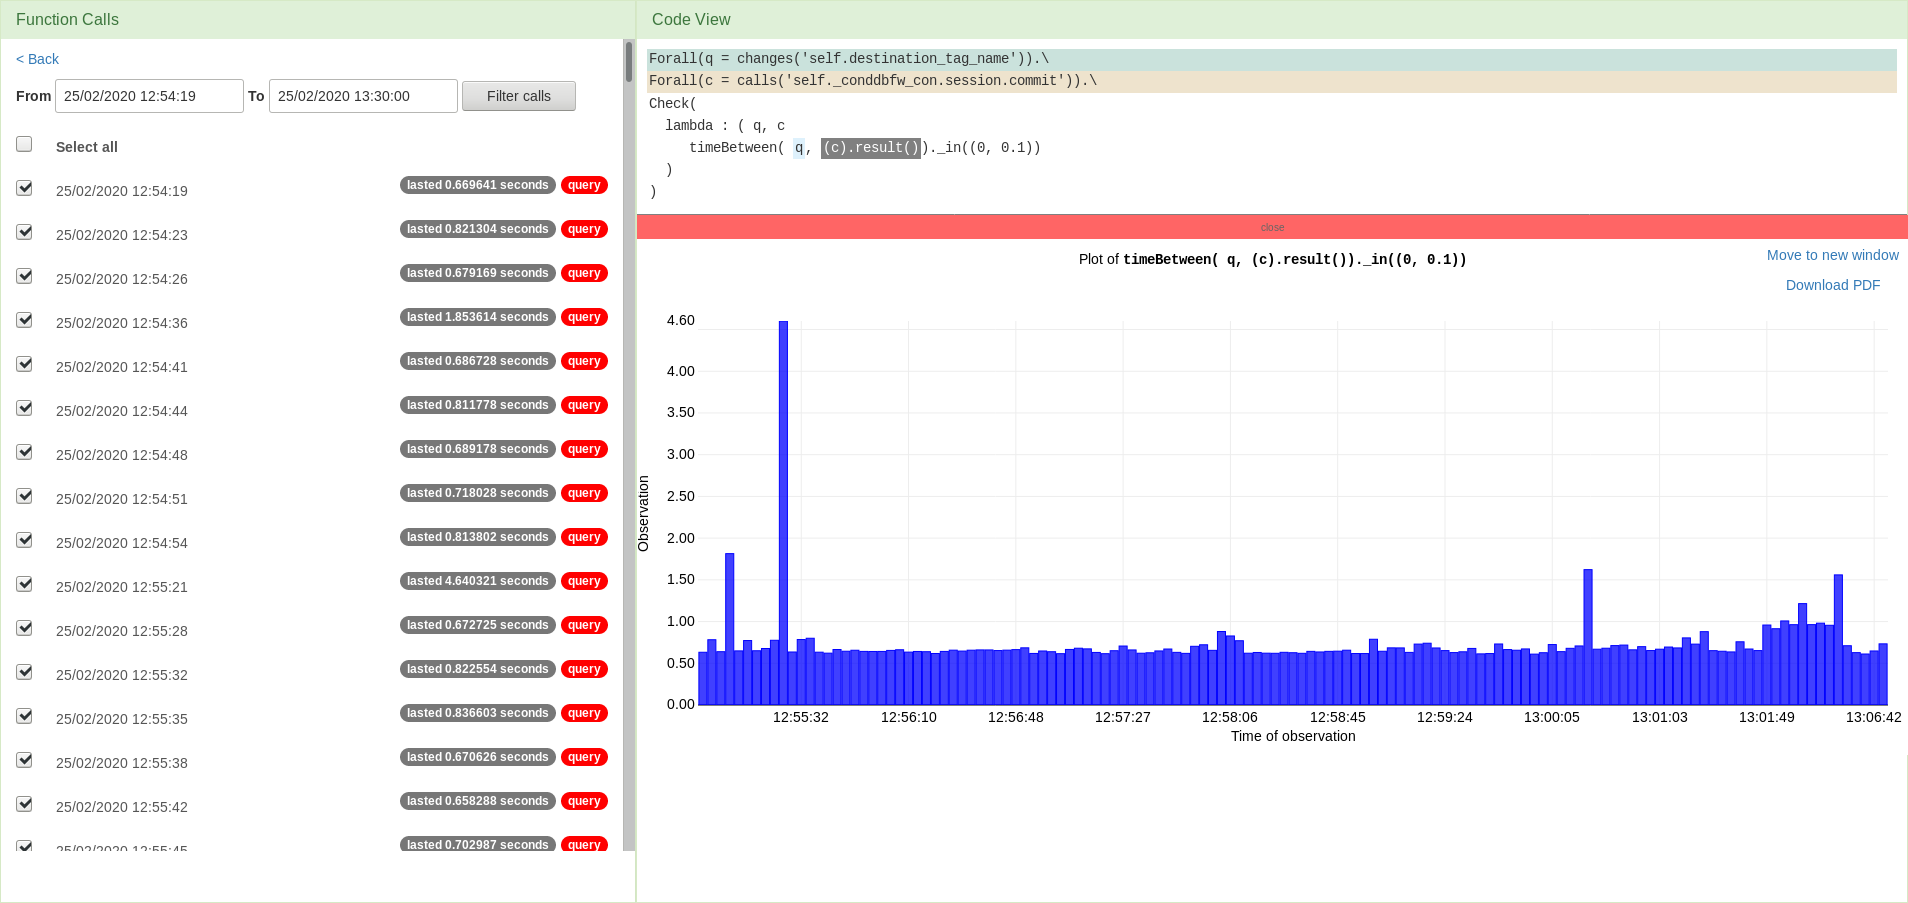 Function Calls
< Back
From 25/02/2020 12:54:19 To 25/02/2020 13:30:00 Filter calls
Select all
25/02/2020 12:54:19 lasted 0.669641 seconds query
25/02/2020 12:54:23 lasted 0.821304 seconds query
25/02/2020 12:54:26 lasted 0.679169 seconds query
25/02/2020 12:54:36 lasted 1.853614 seconds query
25/02/2020 12:54:41 lasted 0.686728 seconds query
25/02/2020 12:54:44 lasted 0.811778 seconds query
25/02/2020 12:54:48 lasted 0.689178 seconds query
25/02/2020 12:54:51 lasted 0.718028 seconds query
25/02/2020 12:54:54 lasted 0.813802 seconds query
25/02/2020 12:55:21 lasted 4.640321 seconds query
25/02/2020 12:55:28 lasted 0.672725 seconds query
25/02/2020 12:55:32 lasted 0.822554 seconds query
25/02/2020 12:55:35 lasted 0.836603 seconds query
25/02/2020 12:55:38 lasted 0.670626 seconds query
25/02/2020 12:55:42 lasted 0.658288 seconds query
25/02/2020 12:55:45 lasted 0.702987 seconds query
Code View
Forall(q = changes('self.destination_tag_name')).\
Forall(c = calls('self._conddbfw_con.session.commit')).\
Check(
lambda : ( q, c
timeBetween( q, (c).result())._in((0, 0.1))
)
)
close
Plot of timeBetween( q, (c).result())._in((0, 0.1))
Move to new window
Download PDF
4.60
4.00
3.50
3.00
2.50
2.00
1.50
1.00
0.50
0.00
Observation
12:55:32 12:56:10 12:56:48 12:57:27 12:58:06 12:58:45 12:59:24 13:00:05 13:01:03 13:01:49 13:06:42
Time of observation